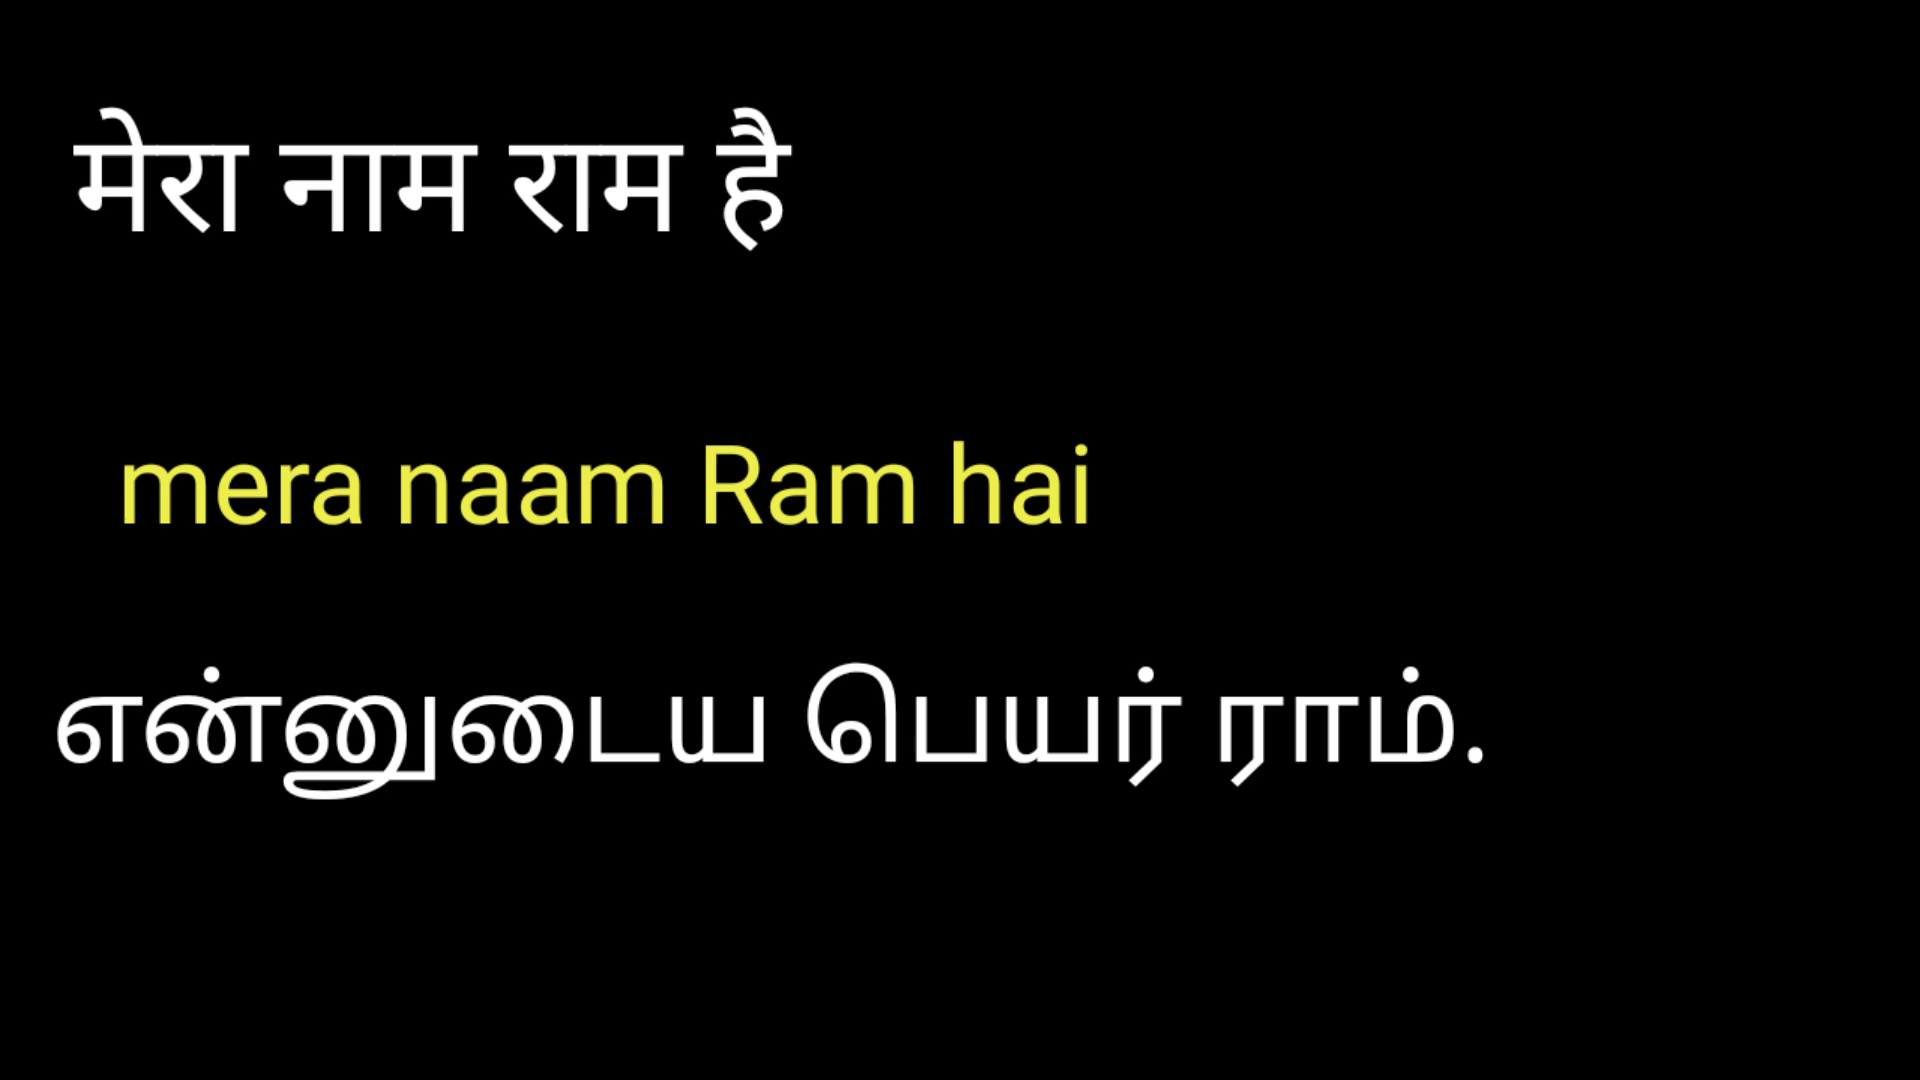 मेरा नाम राम है
mera naam Ram hai
என்னுடைய பெயர் ராம்.